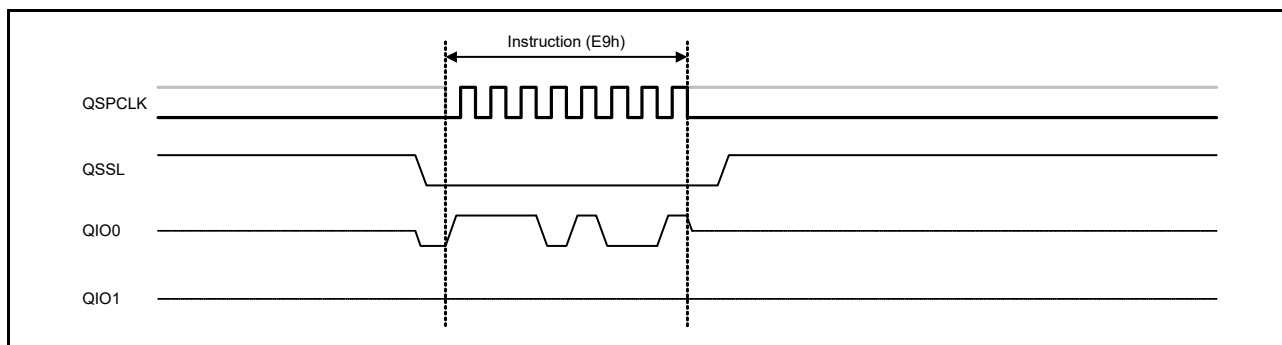 Instruction (E9h)
QSPCLK
QSSL
QIO0
QIO1